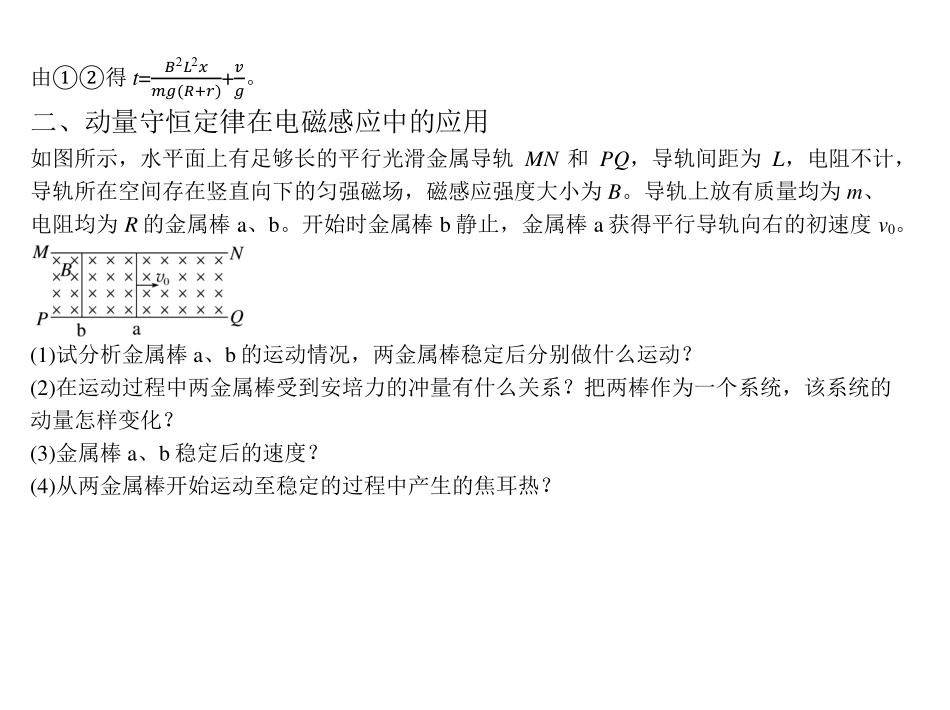 由①②得 t=B²L²x/mg(R+r)+v/g。
二、动量守恒定律在电磁感应中的应用
如图所示，水平面上有足够长的平行光滑金属导轨 MN 和 PQ，导轨间距为 L，电阻不计，
导轨所在空间存在竖直向下的匀强磁场，磁感应强度大小为 B。导轨上放有质量均为 m、
电阻均为 R 的金属棒 a、b。开始时金属棒 b 静止，金属棒 a 获得平行导轨向右的初速度 v₀。
M N
B v₀
P Q
b a
(1)试分析金属棒 a、b 的运动情况，两金属棒稳定后分别做什么运动？
(2)在运动过程中两金属棒受到安培力的冲量有什么关系？把两棒作为一个系统，该系统的
动量怎样变化？
(3)金属棒 a、b 稳定后的速度？
(4)从两金属棒开始运动至稳定的过程中产生的焦耳热？